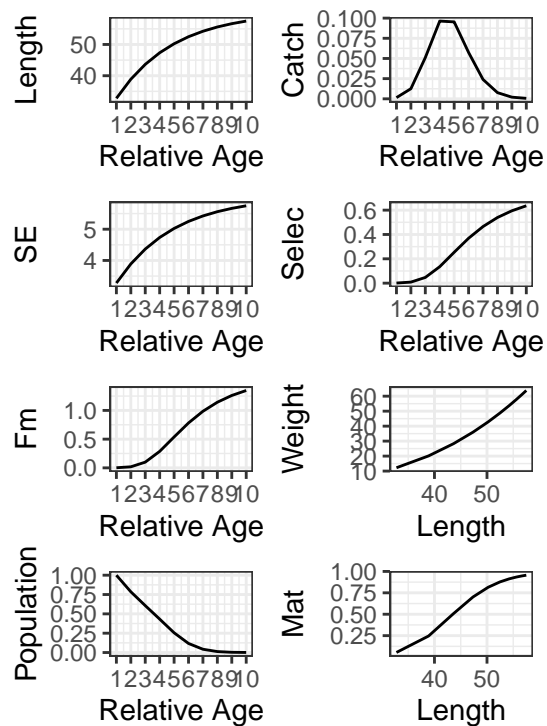 Length
50
40
12345678910
Relative Age
Catch
0.100
0.075
0.050
0.025
0.000
12345678910
Relative Age
SE
5
4
12345678910
Relative Age
Selec
0.6
0.4
0.2
0.0
12345678910
Relative Age
Fm
1.0
0.5
0.0
12345678910
Relative Age
Weight
60
50
40
30
20
10
40 50
Length
Population
1.00
0.75
0.50
0.25
0.00
12345678910
Relative Age
Mat
1.00
0.75
0.50
0.25
40 50
Length